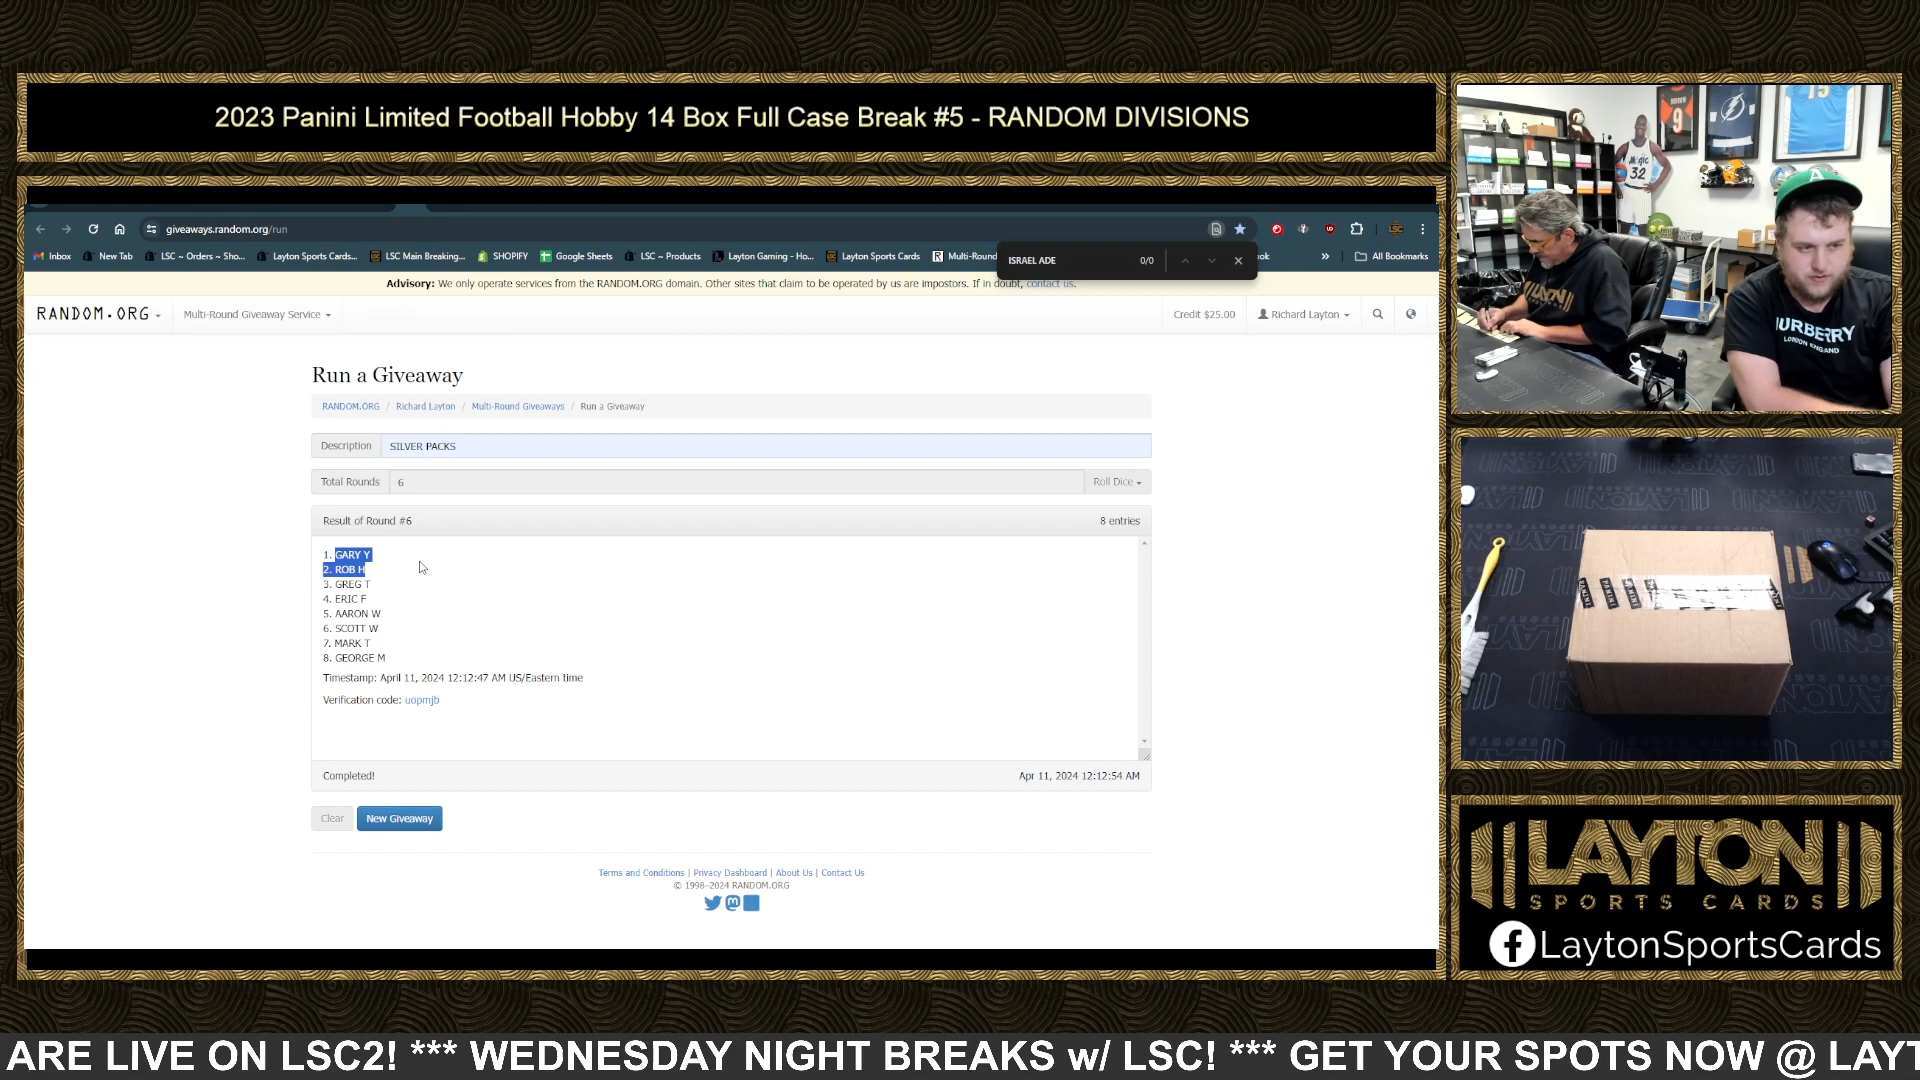 2023 Panini Limited Football Hobby 14 Box Full Case Break #5 - RANDOM DIVISIONS
giveaways.random.org/run
Inbox New Tab LSC ~ Orders ~ Sho... Layton Sports Cards... LSC Main Breaking... SHOPIFY Google Sheets LSC ~ Products Layton Gaming - Ho... Layton Sports Cards Multi-Roun » All Bookmarks
ISRAEL ADE 0/0
Advisory: We only operate services from the RANDOM.ORG domain. Other sites that claim to be operated by us are impostors. If in doubt, contact us.
RANDOM.ORG Multi-Round Giveaway Service Credit $25.00 Richard Layton
Run a Giveaway
RANDOM.ORG / Richard Layton / Multi-Round Giveaways / Run a Giveaway
Description SILVER PACKS
Total Rounds 6 Roll Dice
Result of Round #6 8 entries
1. GARY Y
2. ROB H
3. GREG T
4. ERIC F
5. AARON W
6. SCOTT W
7. MARK T
8. GEORGE M
Timestamp: April 11, 2024 12:12:47 AM US/Eastern time
Verification code: uopmjb
Completed! Apr 11, 2024 12:12:54 AM
Clear New Giveaway
Terms and Conditions | Privacy Dashboard | About Us | Contact Us
© 1998–2024 RANDOM.ORG
Magic
32
9
A
BURBERRY
LONDON ENGLAND
LAYTON
SPORTS CARDS
LaytonSportsCards
ARE LIVE ON LSC2! *** WEDNESDAY NIGHT BREAKS w/ LSC! *** GET YOUR SPOTS NOW @ LAYT